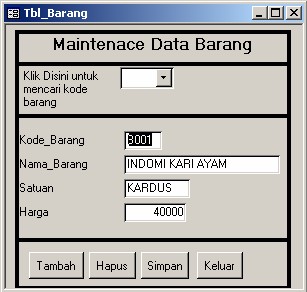 Tbl_Barang
Maintenace Data Barang
Klik Disini untuk
mencari kode
barang
Kode_Barang B001
Nama_Barang INDOMI KARI AYAM
Satuan KARDUS
Harga 40000
Tambah Hapus Simpan Keluar